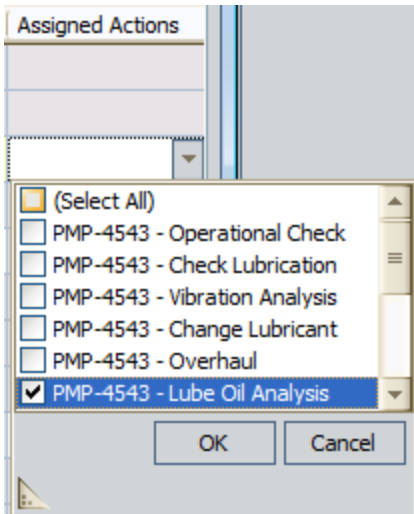 Assigned Actions
(Select All)
PMP-4543 - Operational Check
PMP-4543 - Check Lubrication
PMP-4543 - Vibration Analysis
PMP-4543 - Change Lubricant
PMP-4543 - Overhaul
PMP-4543 - Lube Oil Analysis
OK Cancel